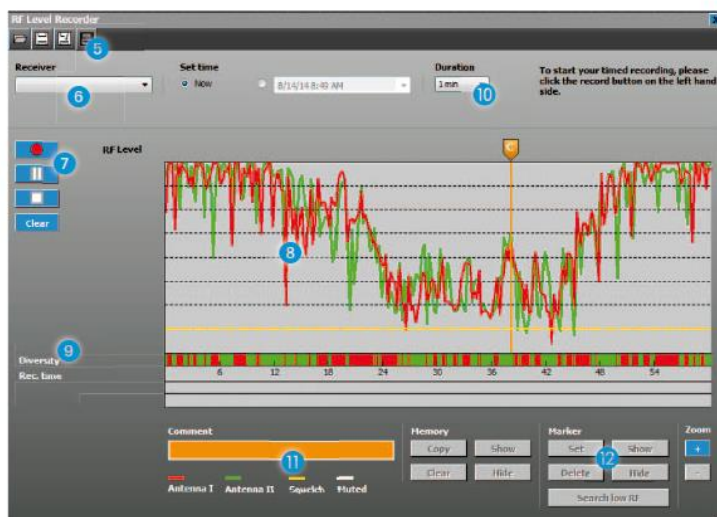 RF Level Recorder
5
Receiver
Set time
Duration
Now
8/14/14 8:49 AM
1 min
To start your timed recording, please
click the record button on the left hand
side.
6
10
7
RF Level
Clear
8
9
Diversity
Rec. time
6 12 18 24 30 36 42 48 54
Comment
Memory
Marker
Zoom
Copy
Show
Set
Show
+
11
12
Clear
Hide
Delete
Hide
-
Antenna I
Antenna II
Squelch
Muted
Search low RF